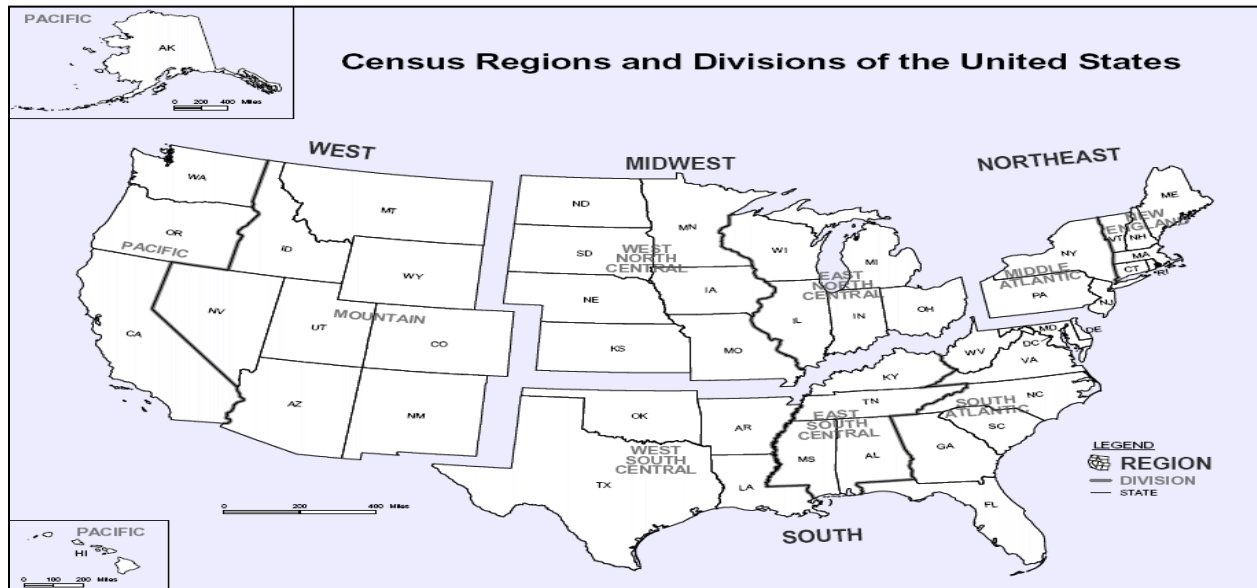 PACIFIC
AK
0 200 400 Miles
Census Regions and Divisions of the United States
WEST
MIDWEST
NORTHEAST
WA
MT
OR
ID
PACIFIC
WY
NV
UT
MOUNTAIN
CO
CA
AZ
NM
ND
MN
SD
WEST
NORTH
CENTRAL
NE
IA
KS
MO
WI
MI
EAST
NORTH
CENTRAL
IL
IN
OH
ME
NEW
ENGLAND
VT
NH
NY
MA
CT
RI
MIDDLE
ATLANTIC
PA
NJ
MD
DE
DC
WV
VA
KY
TN
NC
SOUTH
ATLANTIC
SC
EAST
SOUTH
CENTRAL
MS
AL
GA
FL
OK
AR
WEST
SOUTH
CENTRAL
TX
LA
SOUTH
LEGEND
REGION
DIVISION
STATE
0 200 400 Miles
PACIFIC
HI
0 100 200 Miles